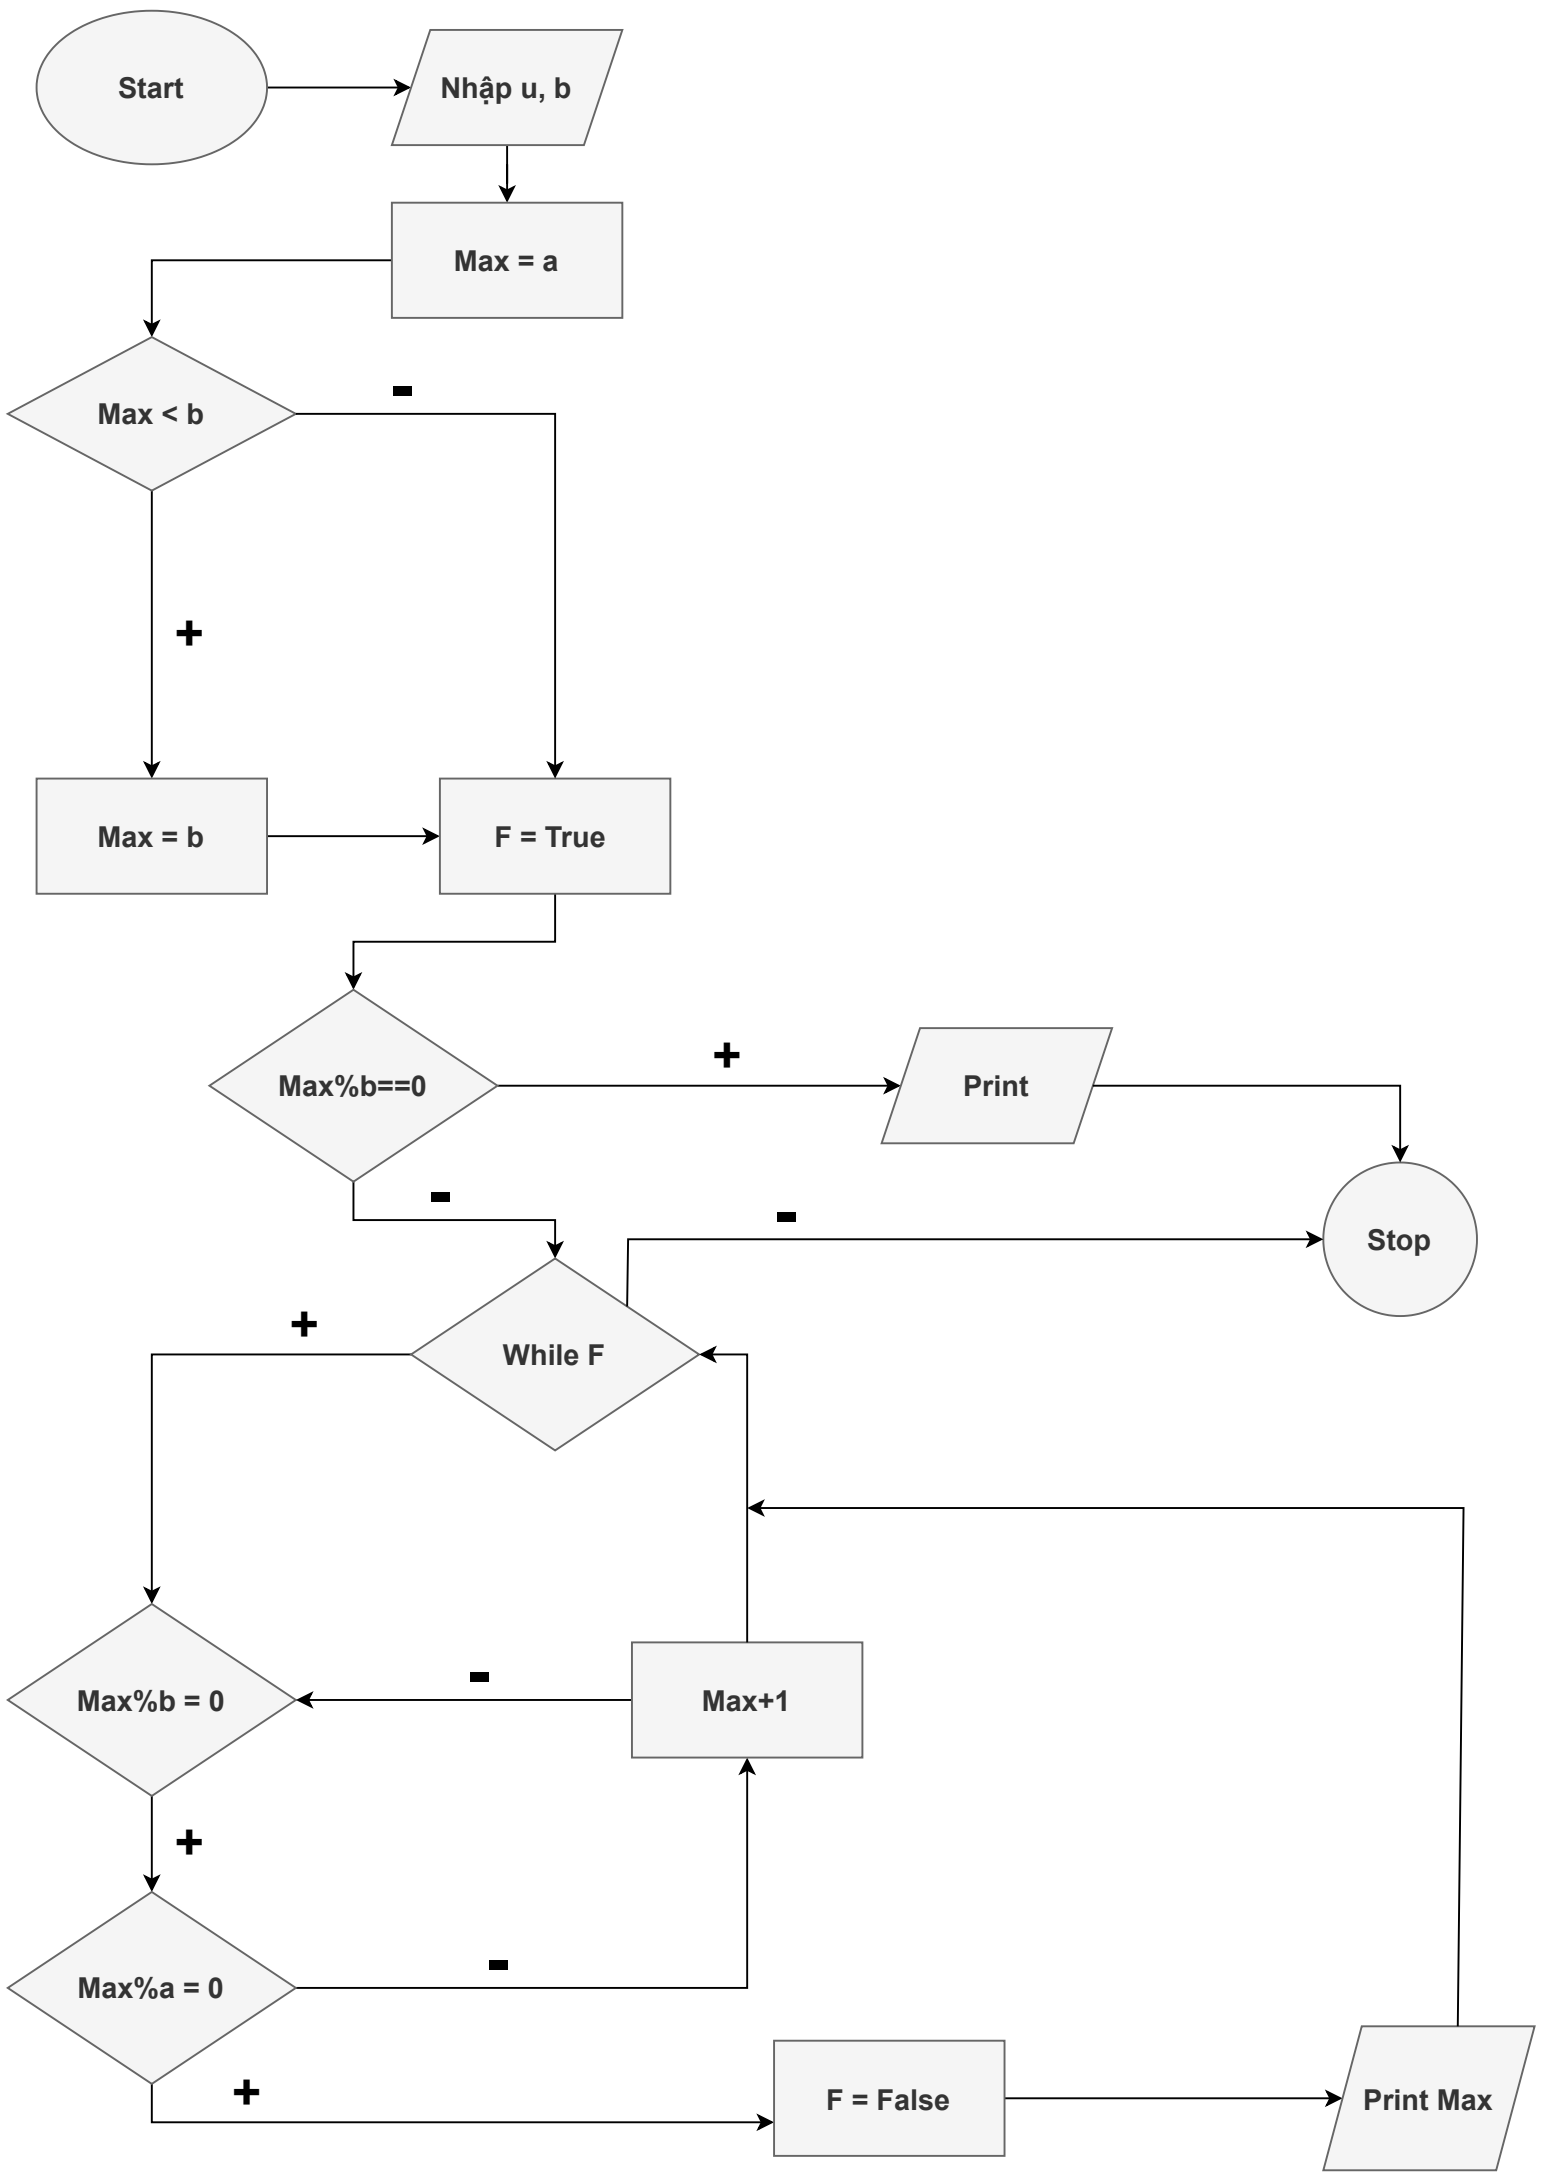 Start
Nhập u, b
Max = a
Max < b
-
+
Max = b
F = True
Max%b==0
+
Print
-
-
Stop
+
While F
Max%b = 0
-
Max+1
+
Max%a = 0
-
+
F = False
Print Max